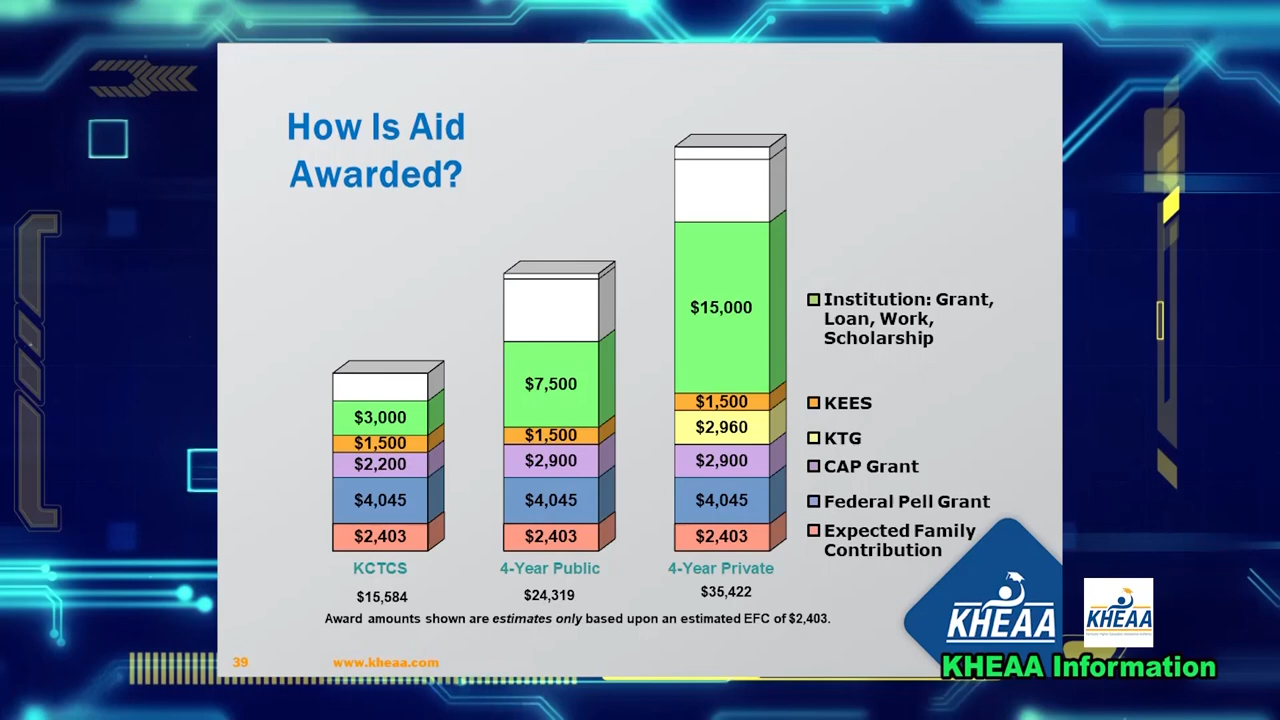 How Is Aid
Awarded?
$3,000
$1,500
$2,200
$4,045
$2,403
KCTCS
$15,584
$7,500
$1,500
$2,900
$4,045
$2,403
4-Year Public
$24,319
$15,000
$1,500
$2,960
$2,900
$4,045
$2,403
4-Year Private
$35,422
Institution: Grant,
Loan, Work,
Scholarship
KEES
KTG
CAP Grant
Federal Pell Grant
Expected Family
Contribution
Award amounts shown are estimates only based upon an estimated EFC of $2,403.
39
www.kheaa.com
KHEAA
KHEAA
KHEAA Information